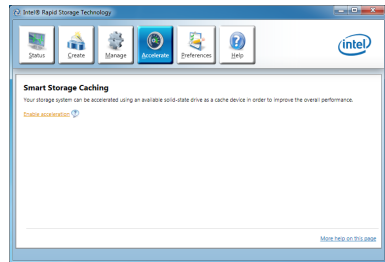 Intel® Rapid Storage Technology
Status
Create
Manage
Accelerate
Preferences
Help
intel
Smart Storage Caching
Your storage system can be accelerated using an available solid-state drive as a cache device in order to improve the overall performance.
Enable acceleration
More help on this page